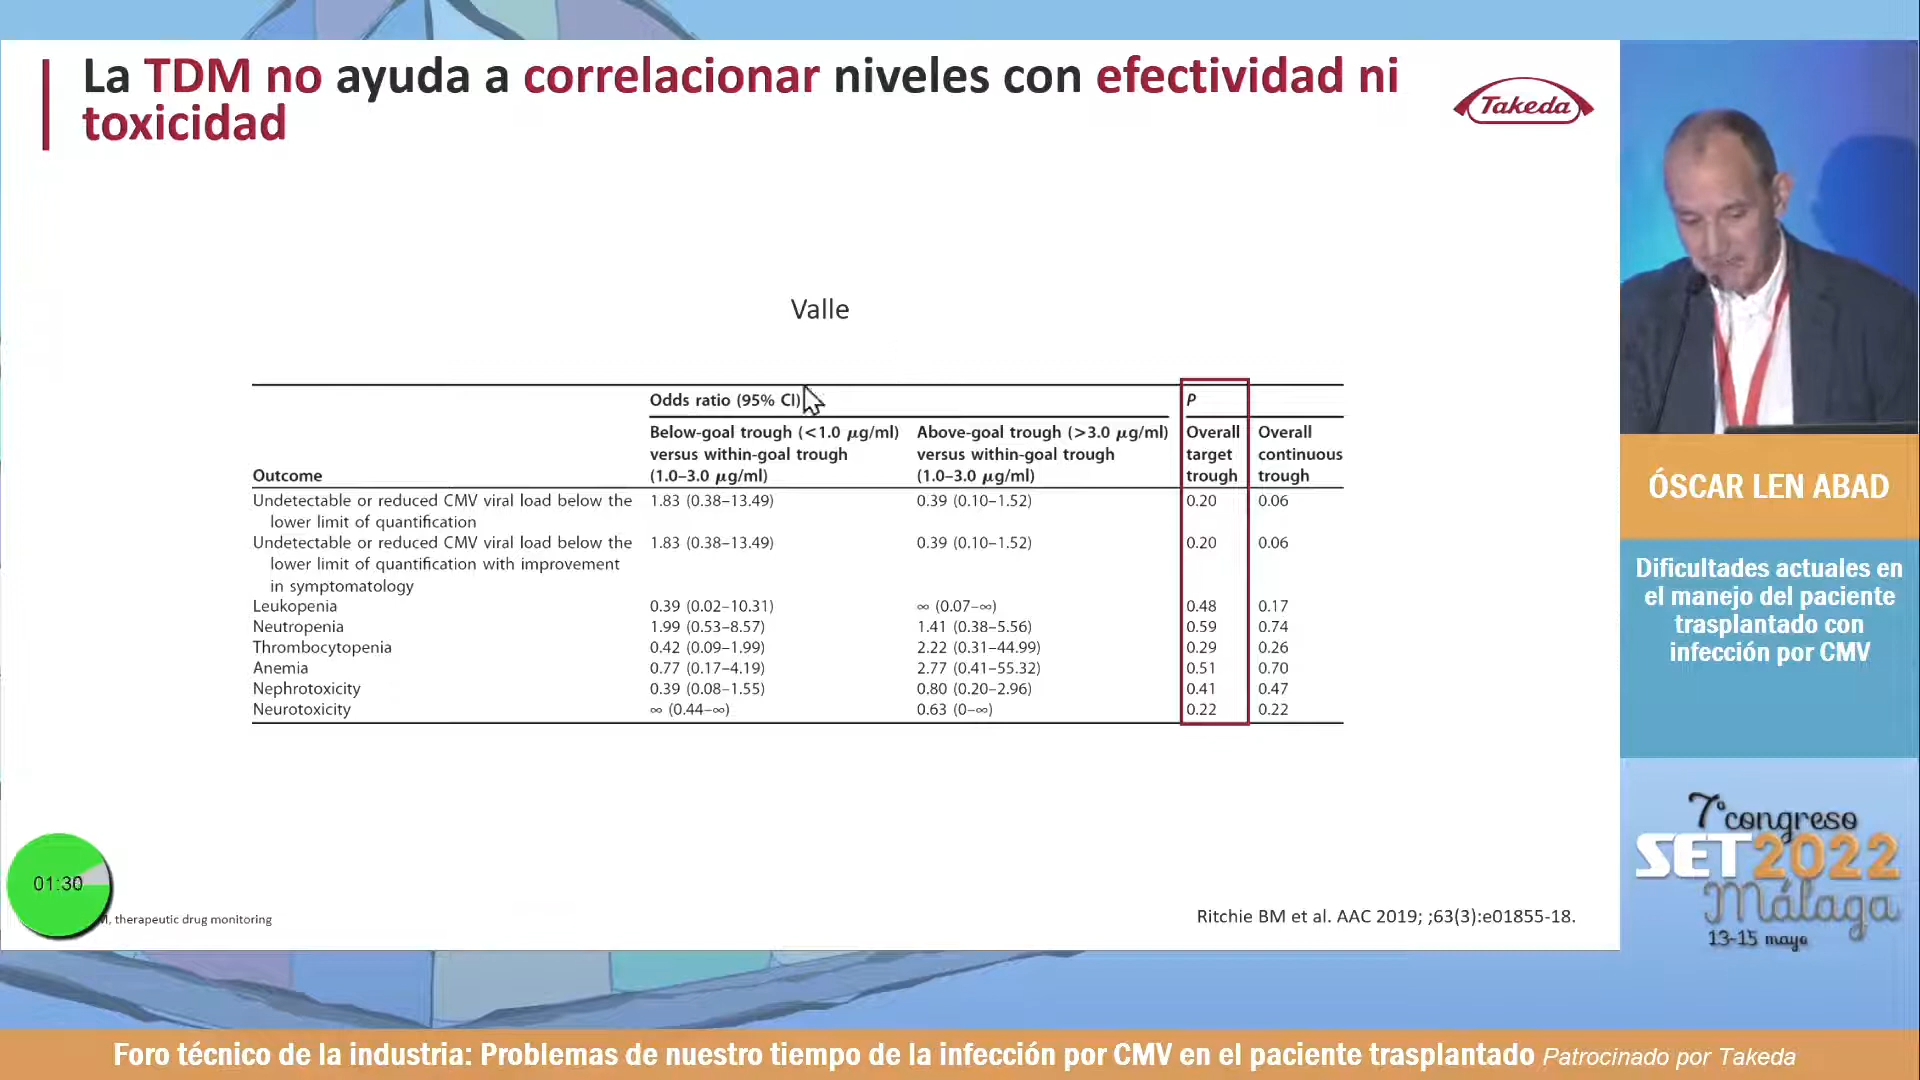 La TDM no ayuda a correlacionar niveles con efectividad ni
toxicidad
Takeda
Valle
Odds ratio (95% CI)
P
Outcome
Below-goal trough (<1.0 µg/ml)
versus within-goal trough
(1.0–3.0 µg/ml)
Above-goal trough (>3.0 µg/ml)
versus within-goal trough
(1.0–3.0 µg/ml)
Overall
target
trough
Overall
continuous
trough
Undetectable or reduced CMV viral load below the
lower limit of quantification
1.83 (0.38–13.49) 0.39 (0.10–1.52) 0.20 0.06
Undetectable or reduced CMV viral load below the
lower limit of quantification with improvement
in symptomatology
1.83 (0.38–13.49) 0.39 (0.10–1.52) 0.20 0.06
Leukopenia 0.39 (0.02–10.31) ∞ (0.07–∞) 0.48 0.17
Neutropenia 1.99 (0.53–8.57) 1.41 (0.38–5.56) 0.59 0.74
Thrombocytopenia 0.42 (0.09–1.99) 2.22 (0.31–44.99) 0.29 0.26
Anemia 0.77 (0.17–4.19) 2.77 (0.41–55.32) 0.51 0.70
Nephrotoxicity 0.39 (0.08–1.55) 0.80 (0.20–2.96) 0.41 0.47
Neurotoxicity ∞ (0.44–∞) 0.63 (0–∞) 0.22 0.22
01:30
, therapeutic drug monitoring
Ritchie BM et al. AAC 2019; ;63(3):e01855-18.
ÓSCAR LEN ABAD
Dificultades actuales en
el manejo del paciente
trasplantado con
infección por CMV
7º congreso
SET2022
Málaga
13-15 mayo
Foro técnico de la industria: Problemas de nuestro tiempo de la infección por CMV en el paciente trasplantado Patrocinado por Takeda